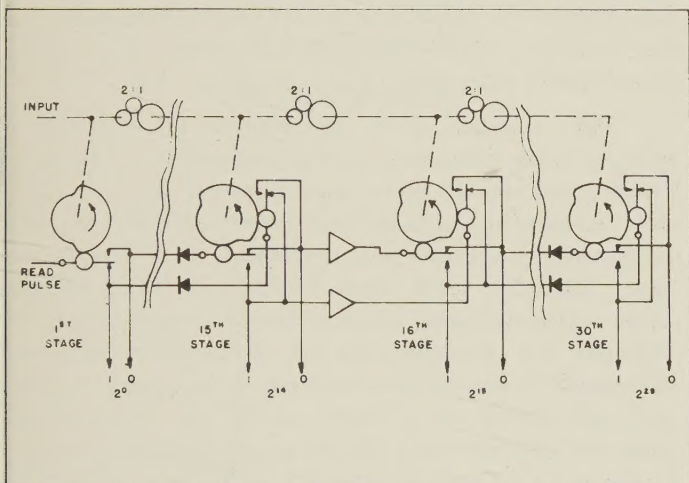 2:1 2:1 2:1
INPUT
READ
PULSE
1ST
STAGE
15TH
STAGE
16TH
STAGE
30TH
STAGE
1 0 1 0 1 0 1 0
2⁰ 2¹⁴ 2¹⁵ 2²⁹